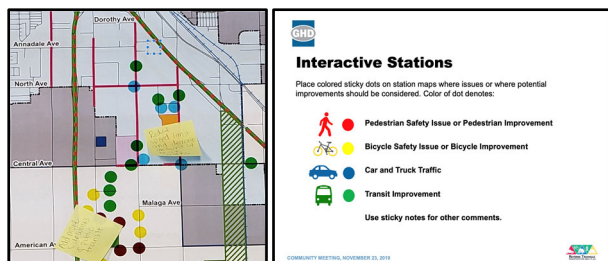 Dorothy Ave
Annadale Ave
North Ave
Central Ave
Malaga Ave
American Av
GHD
Interactive Stations
Place colored sticky dots on station maps where issues or where potential
improvements should be considered. Color of dot denotes:
Pedestrian Safety Issue or Pedestrian Improvement
Bicycle Safety Issue or Bicycle Improvement
Car and Truck Traffic
Transit Improvement
Use sticky notes for other comments.
COMMUNITY MEETING, NOVEMBER 23, 2019